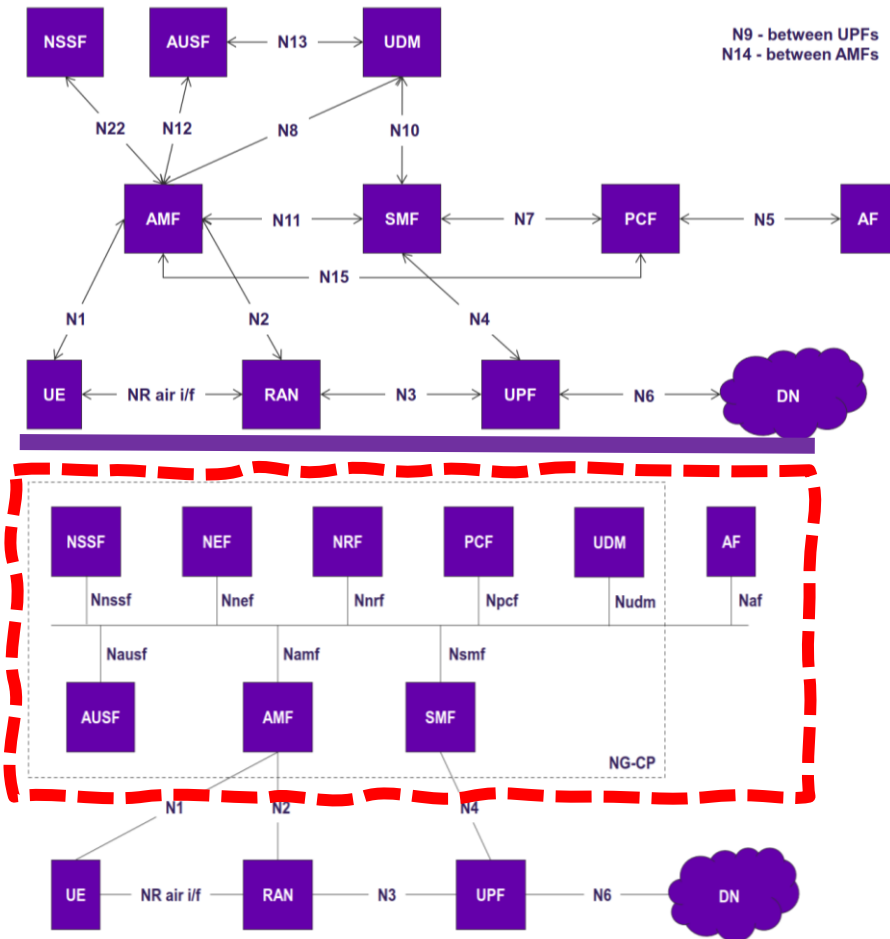 NSSF
AUSF
N13
UDM
N9 - between UPFs
N14 - between AMFs
N22
N12
N8
N10
AMF
N11
SMF
N7
PCF
N5
AF
N15
N1
N2
N4
UE
NR air i/f
RAN
N3
UPF
N6
DN
NSSF
NEF
NRF
PCF
UDM
AF
Nnssf
Nnef
Nnrf
Npcf
Nudm
Naf
Nausf
Namf
Nsmf
AUSF
AMF
SMF
NG-CP
N1
N2
N4
UE
NR air i/f
RAN
N3
UPF
N6
DN